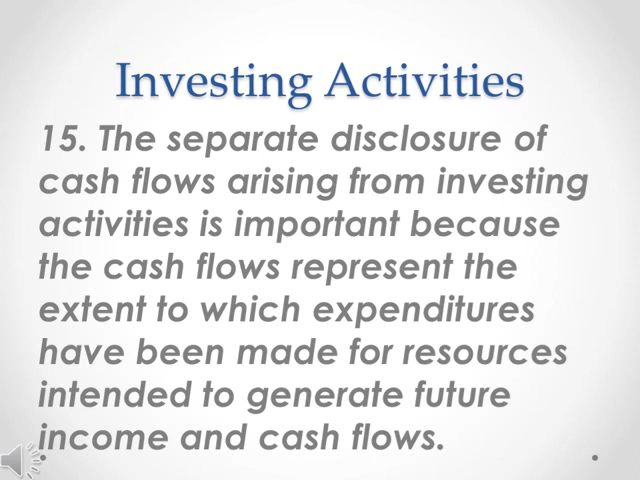 Investing Activities
15. The separate disclosure of
cash flows arising from investing
activities is important because
the cash flows represent the
extent to which expenditures
have been made for resources
intended to generate future
income and cash flows.